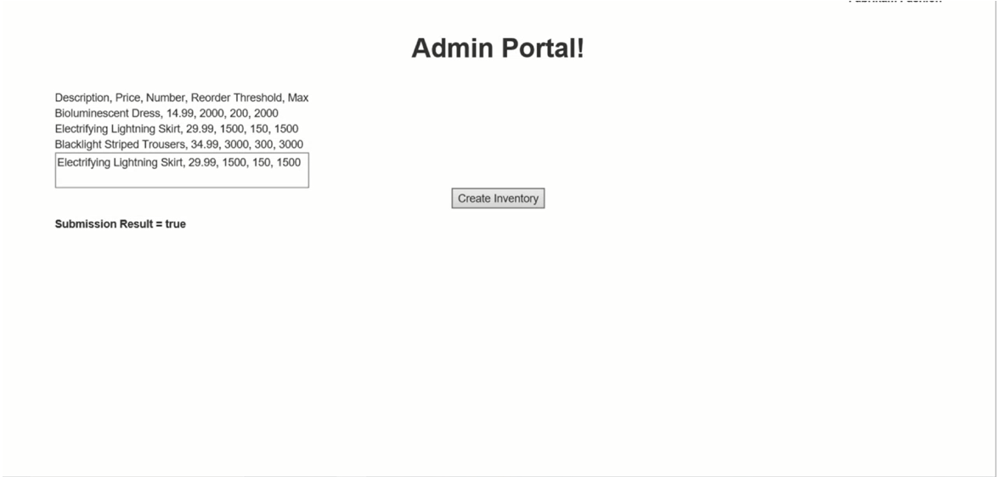 Admin Portal!
Description, Price, Number, Reorder Threshold, Max
Bioluminescent Dress, 14.99, 2000, 200, 2000
Electrifying Lightning Skirt, 29.99, 1500, 150, 1500
Blacklight Striped Trousers, 34.99, 3000, 300, 3000
Electrifying Lightning Skirt, 29.99, 1500, 150, 1500
Create Inventory
Submission Result = true